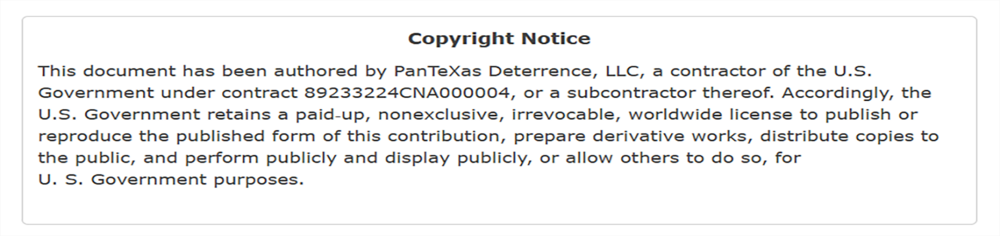 Copyright Notice
This document has been authored by PanTeXas Deterrence, LLC, a contractor of the U.S.
Government under contract 89233224CNA000004, or a subcontractor thereof. Accordingly, the
U.S. Government retains a paid-up, nonexclusive, irrevocable, worldwide license to publish or
reproduce the published form of this contribution, prepare derivative works, distribute copies to
the public, and perform publicly and display publicly, or allow others to do so, for
U. S. Government purposes.